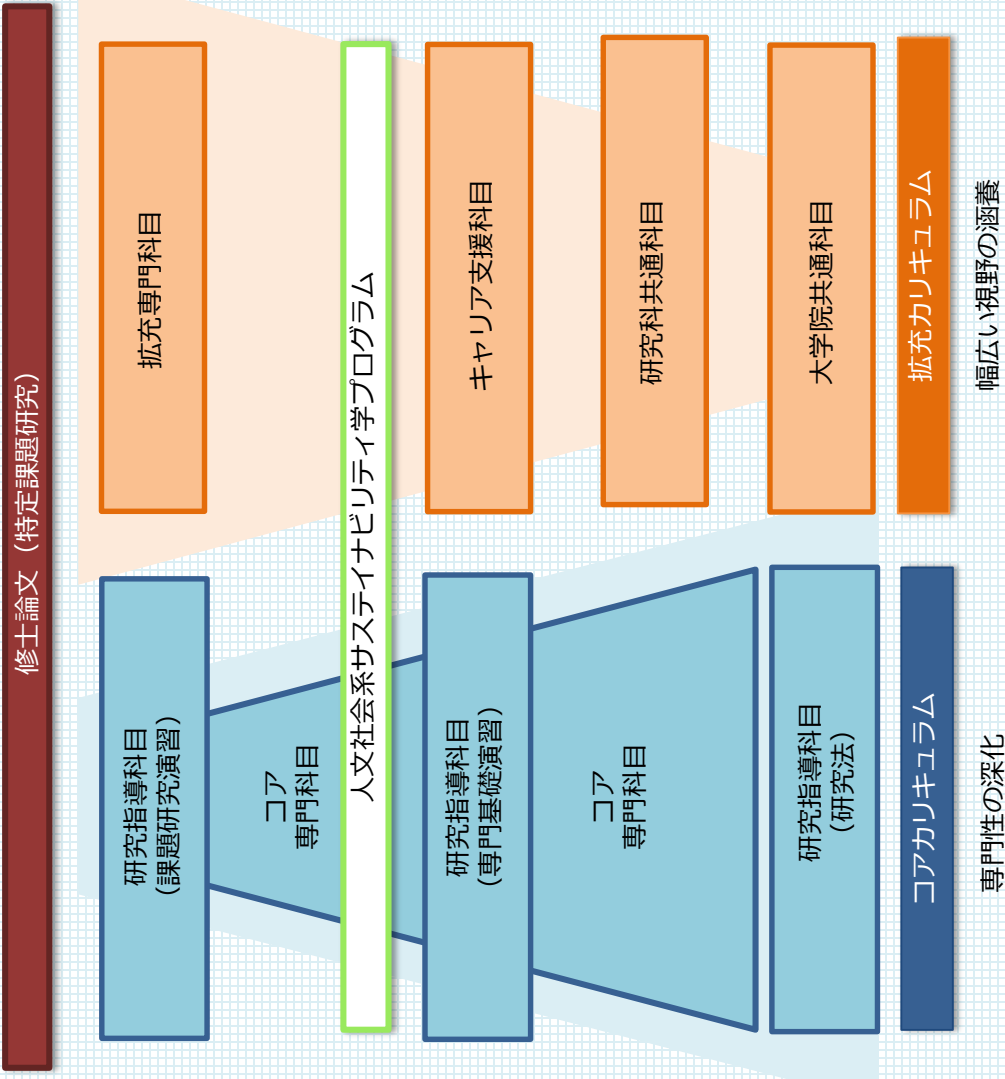 修士論文（特定課題研究）
研究指導科目
（課題研究演習）
コア
専門科目
研究指導科目
（専門基礎演習）
コア
専門科目
研究指導科目
（研究法）
コアカリキュラム
専門性の深化
人文社会系サステイナビリティ学プログラム
拡充専門科目
キャリア支援科目
研究科共通科目
大学院共通科目
拡充カリキュラム
幅広い視野の涵養